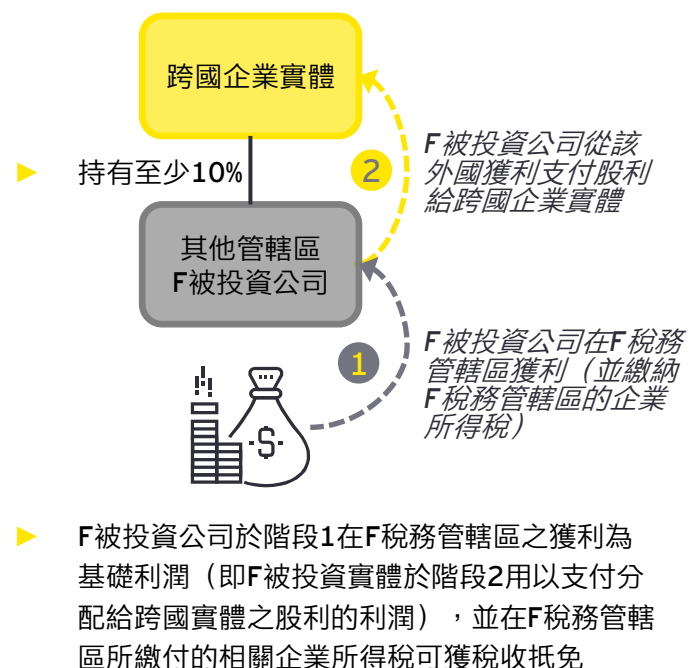 跨國企業實體
持有至少10%
2
F被投資公司從該
外國獲利支付股利
給跨國企業實體
其他管轄區
F被投資公司
1
F被投資公司在F稅務
管轄區獲利（並繳納
F稅務管轄區的企業
所得稅）
$
F被投資公司於階段1在F稅務管轄區之獲利為
基礎利潤（即F被投資實體於階段2用以支付分
配給跨國實體之股利的利潤），並在F稅務管轄
區所繳付的相關企業所得稅可獲稅收抵免